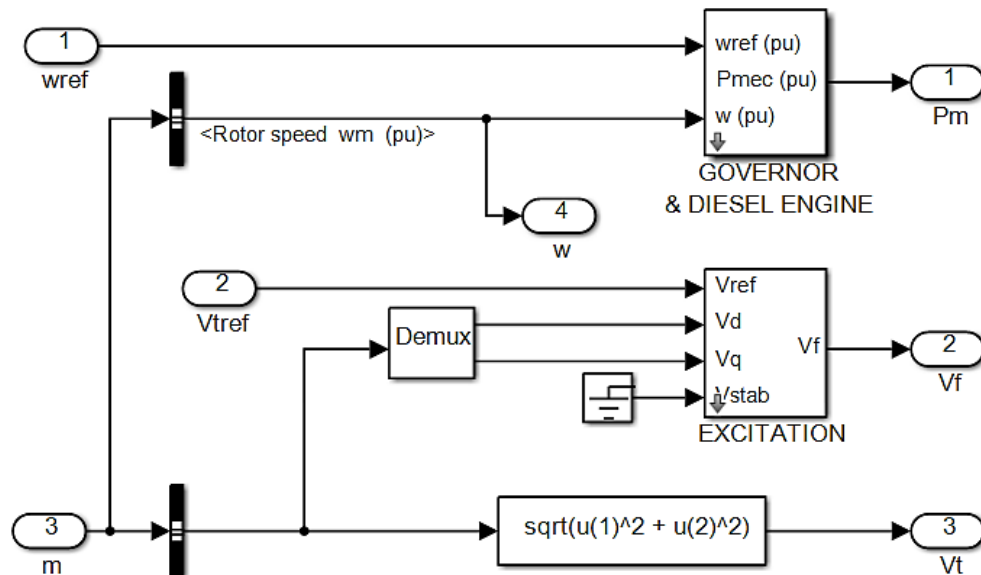 1
wref
wref (pu)
Pmec (pu)
w (pu)
1
Pm
<Rotor speed wm (pu)>
GOVERNOR
& DIESEL ENGINE
4
w
2
Vtref
Demux
Vref
Vd
Vq
Vstab
Vf
2
Vf
EXCITATION
3
m
sqrt(u(1)^2 + u(2)^2)
3
Vt